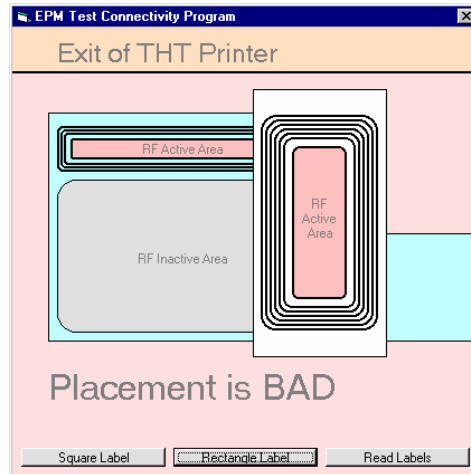 EPM Test Connectivity Program
Exit of THT Printer
RF Active Area
RF
Active
Area
RF Inactive Area
Placement is BAD
Square Label
Rectangle Label
Read Labels